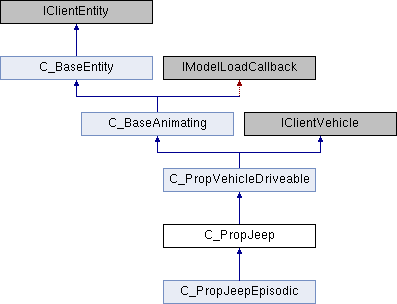 IClientEntity
C_BaseEntity
IModelLoadCallback
C_BaseAnimating
IClientVehicle
C_PropVehicleDriveable
C_PropJeep
C_PropJeepEpisodic